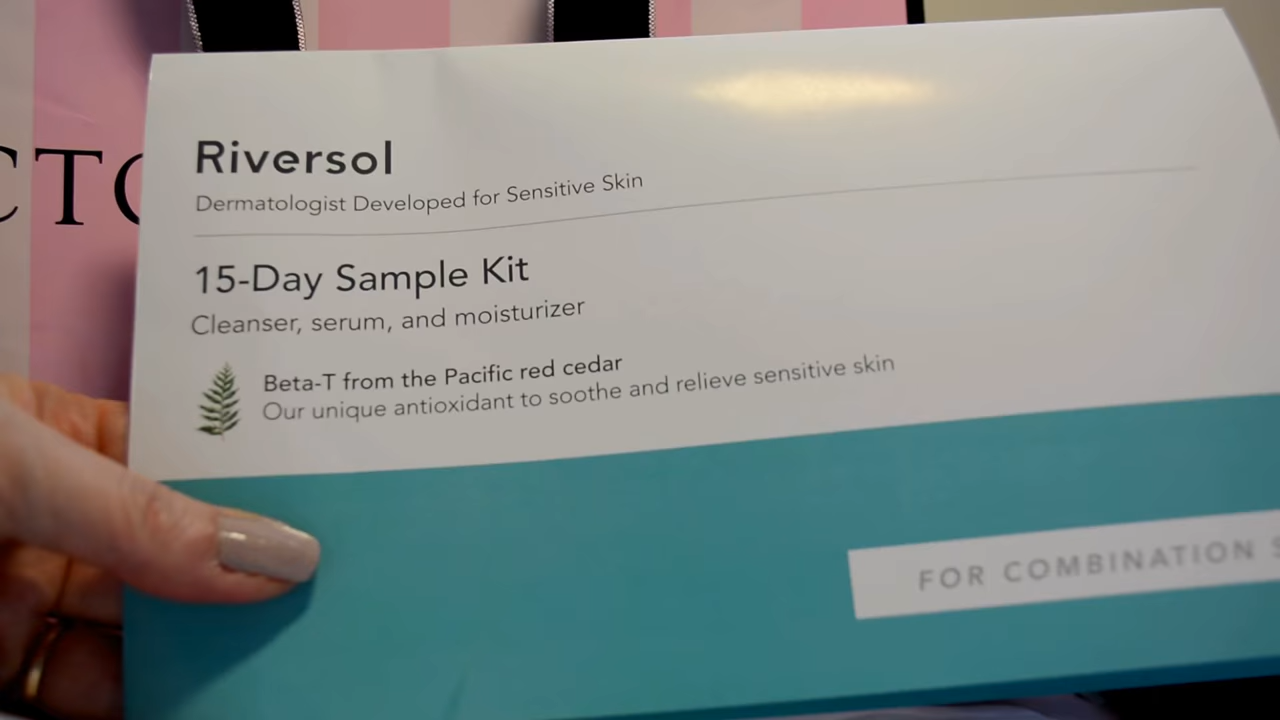 Riversol
Dermatologist Developed for Sensitive Skin
15-Day Sample Kit
Cleanser, serum, and moisturizer
Beta-T from the Pacific red cedar
Our unique antioxidant to soothe and relieve sensitive skin
FOR COMBINATION